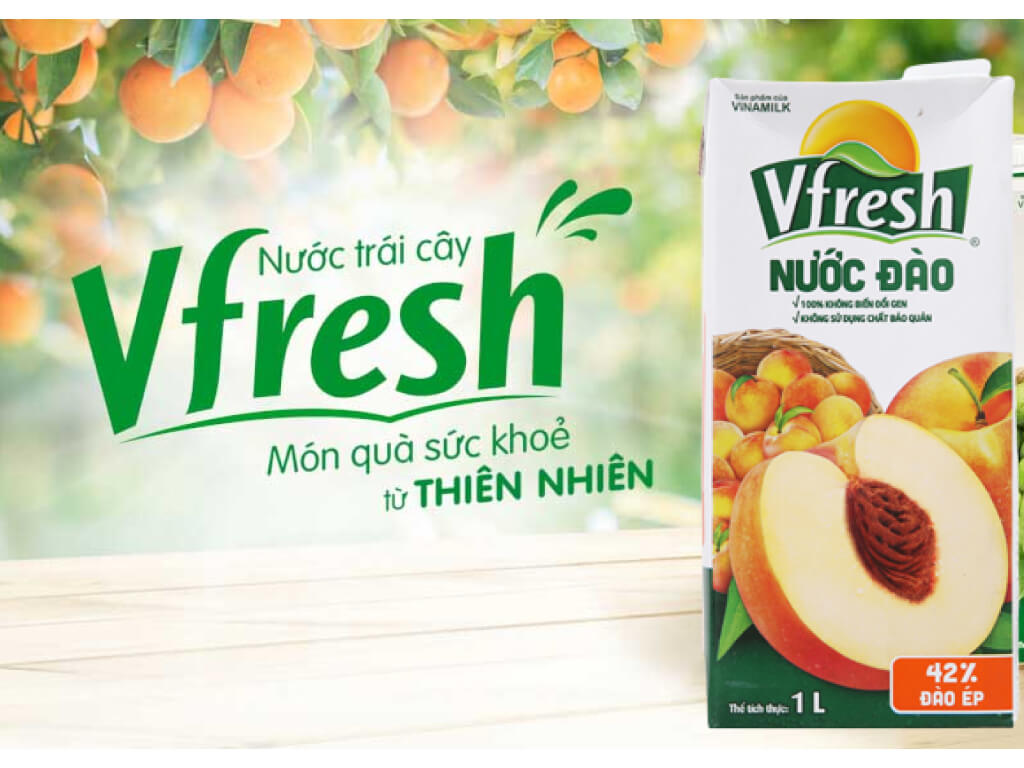 Nước trái cây
Vfresh
Món quà sức khoẻ
từ THIÊN NHIÊN
Sản phẩm của
VINAMILK
Vfresh
®
NƯỚC ĐÀO
√ 100% KHÔNG BIẾN ĐỔI GEN
√ KHÔNG SỬ DỤNG CHẤT BẢO QUẢN
42%
ĐÀO ÉP
Thể tích thực: 1 L